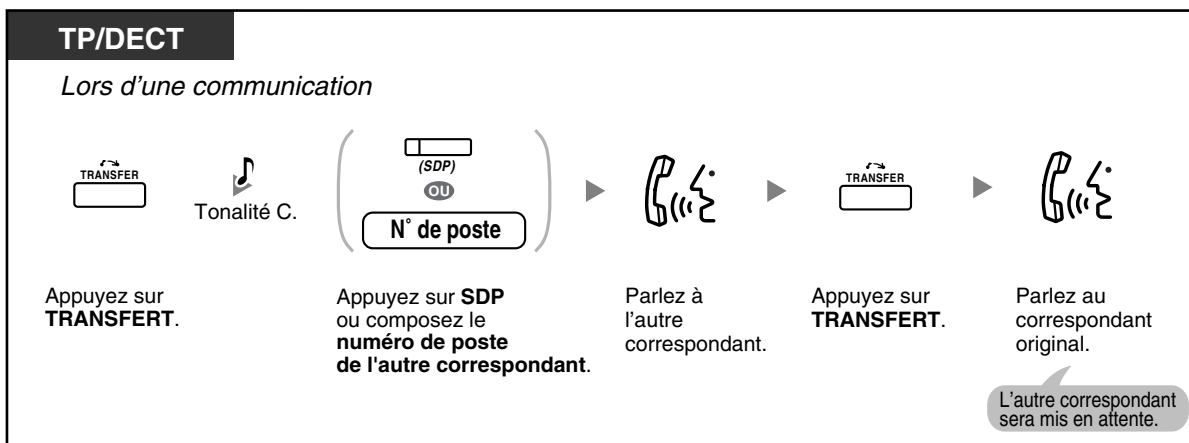 TP/DECT
Lors d'une communication
TRANSFER
Tonalité C.
(SDP)
OU
N° de poste
TRANSFER
Appuyez sur
TRANSFERT.
Appuyez sur SDP
ou composez le
numéro de poste
de l'autre correspondant.
Parlez à
l'autre
correspondant.
Appuyez sur
TRANSFERT.
Parlez au
correspondant
original.
L'autre correspondant
sera mis en attente.